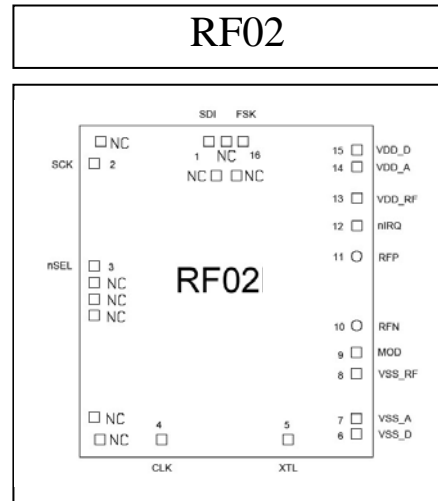 RF02
SDI FSK
NC 1 NC 16 15 VDD_D
SCK 2 NC NC 14 VDD_A
13 VDD_RF
12 nIRQ
nSEL 3 11 RFP
NC RF02
NC
NC
10 RFN
9 MOD
8 VSS_RF
NC 4 5 7 VSS_A
NC 6 VSS_D
CLK XTL